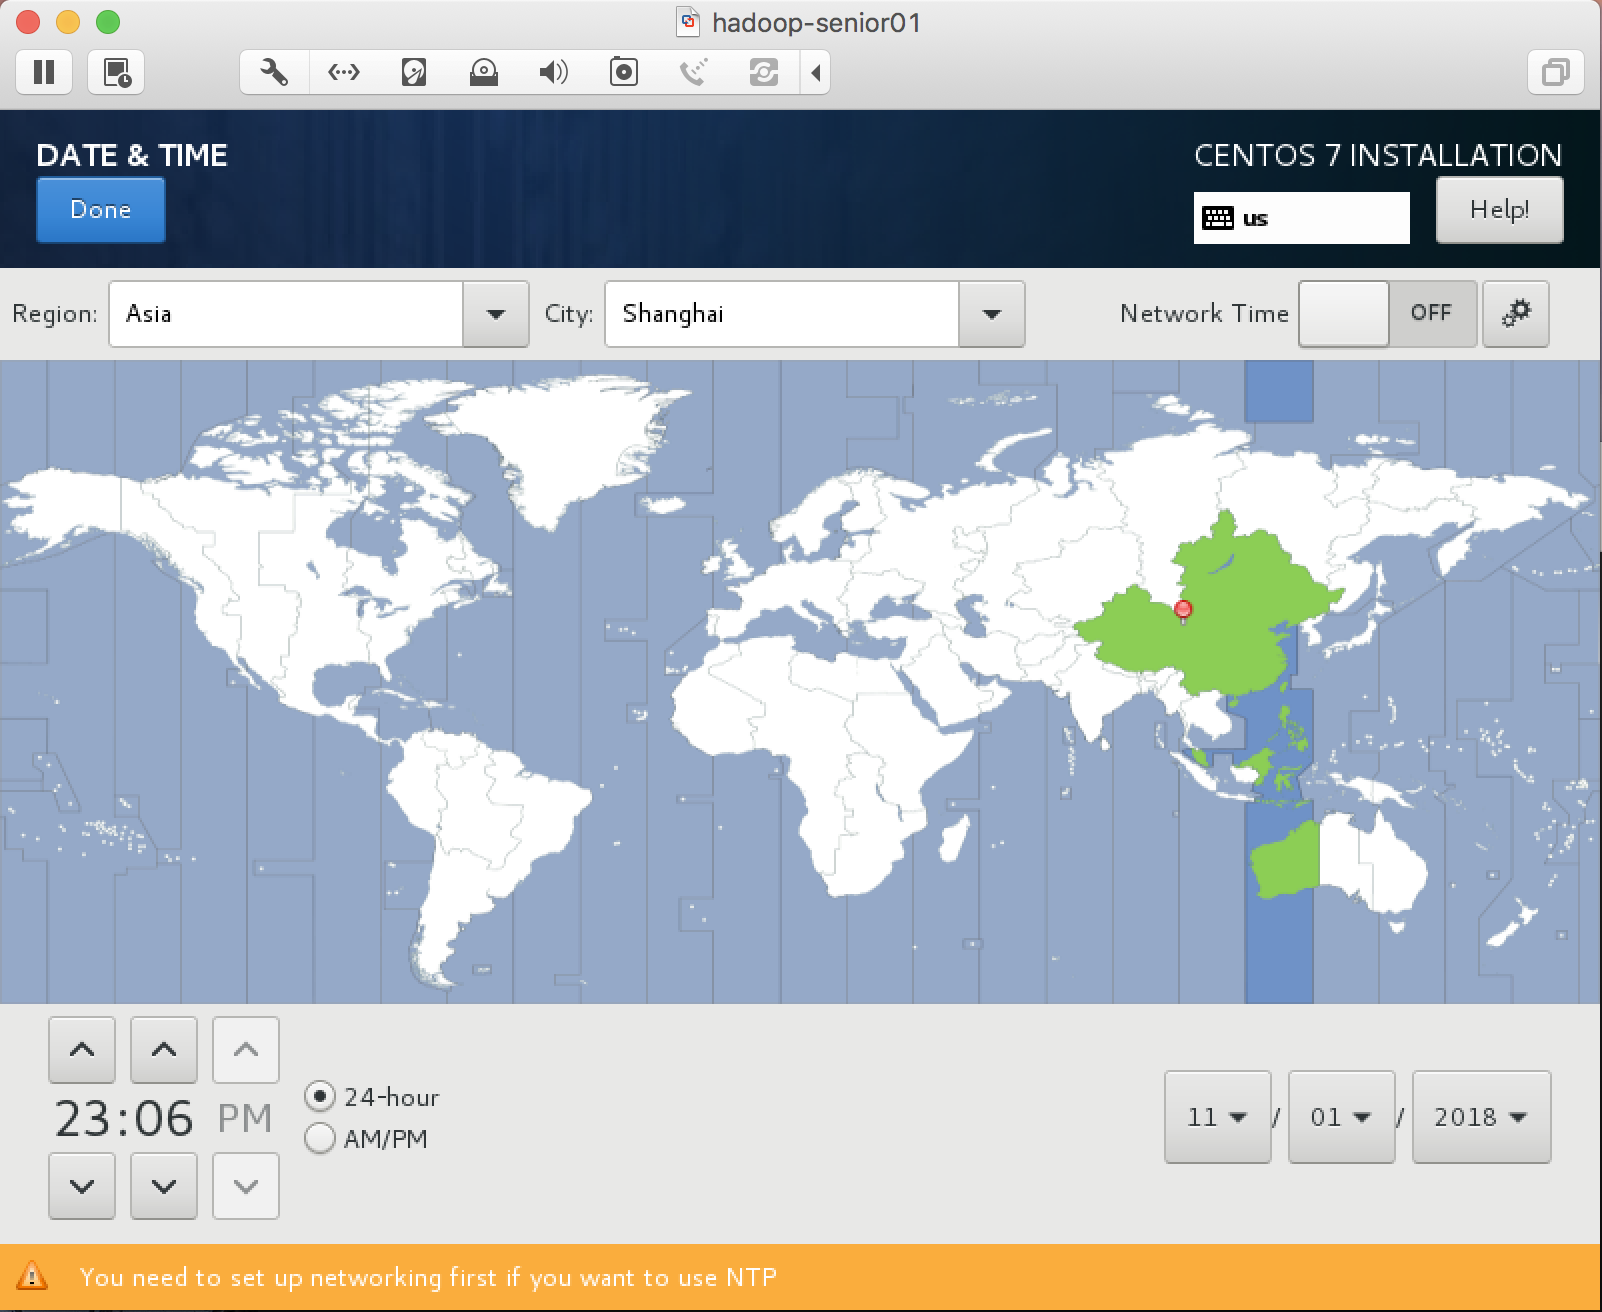 hadoop-senior01
DATE & TIME
CENTOS 7 INSTALLATION
Done
us
Help!
Region:
Asia
City:
Shanghai
Network Time
OFF
23:06
PM
24-hour
AM/PM
11 / 01 / 2018
You need to set up networking first if you want to use NTP